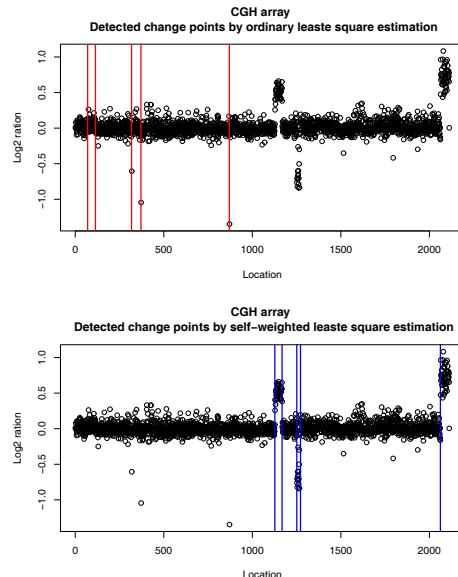 CGH array
Detected change points by ordinary leaste square estimation
Log2 ration
1.0
0.5
0.0
−0.5
−1.0
0 500 1000 1500 2000
Location
CGH array
Detected change points by self−weighted leaste square estimation
Log2 ration
1.0
0.5
0.0
−0.5
−1.0
0 500 1000 1500 2000
Location